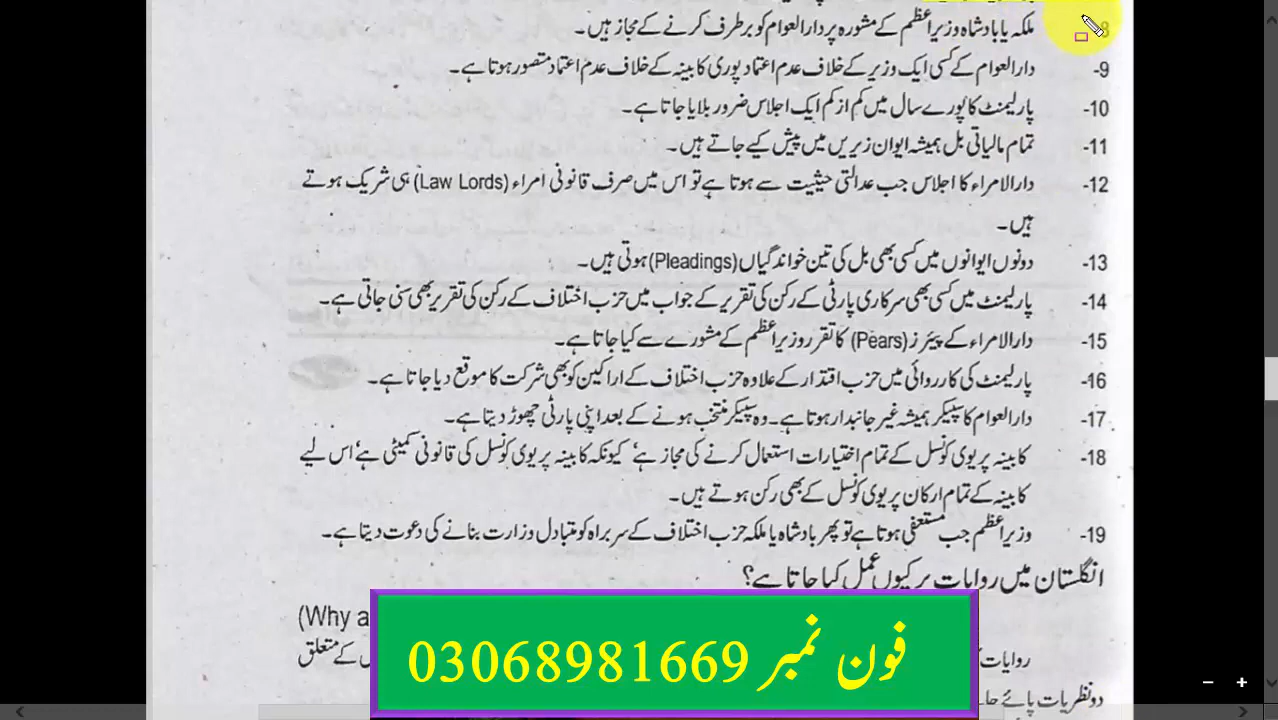 8- ملکہ یا بادشاہ وزیراعظم کے مشورہ پر دارالعوام کو برطرف کرنے کے مجاز ہیں۔
9- دارالعوام کے کسی ایک وزیر کے خلاف عدم اعتماد پوری کابینہ کے خلاف عدم اعتماد متصور ہوتا ہے۔
10- پارلیمنٹ کا پورے سال میں کم از کم ایک اجلاس ضرور بلایا جاتا ہے۔
11- تمام مالیاتی بل ہمیشہ ایوان زیریں میں پیش کیے جاتے ہیں۔
12- دارالامراء کا اجلاس جب عدالتی حیثیت سے ہوتا ہے تو اس میں صرف قانونی امراء (Law Lords) ہی شریک ہوتے
ہیں۔
13- دونوں ایوانوں میں کسی بھی بل کی تین خواندگیاں (Pleadings) ہوتی ہیں۔
14- پارلیمنٹ میں کسی بھی سرکاری پارٹی کے رکن کی تقریر کے جواب میں حزب اختلاف کے رکن کی تقریر بھی سنی جاتی ہے۔
15- دارالامراء کے پیئرز (Pears) کا تقرر وزیراعظم کے مشورے سے کیا جاتا ہے۔
16- پارلیمنٹ کی کارروائی میں حزب اقتدار کے علاوہ حزب اختلاف کے اراکین کو بھی شرکت کا موقع دیا جاتا ہے۔
17- دارالعوام کا سپیکر ہمیشہ غیر جانبدار ہوتا ہے۔ وہ سپیکر منتخب ہونے کے بعد اپنی پارٹی چھوڑ دیتا ہے۔
18- کابینہ پریوی کونسل کے تمام اختیارات استعمال کرنے کی مجاز ہے' کیونکہ کابینہ پریوی کونسل کی قانونی کمیٹی ہے' اس لیے
کابینہ کے تمام ارکان پریوی کونسل کے بھی رکن ہوتے ہیں۔
19- وزیراعظم جب مستعفی ہوتا ہے تو پھر بادشاہ یا ملکہ حزب اختلاف کے سربراہ کو متبادل وزارت بنانے کی دعوت دیتا ہے۔
انگلستان میں روایات پر کیوں عمل کیا جاتا ہے؟
(Why a
روایات کے متعلق
دو نظریات پائے
فون نمبر 03068981669